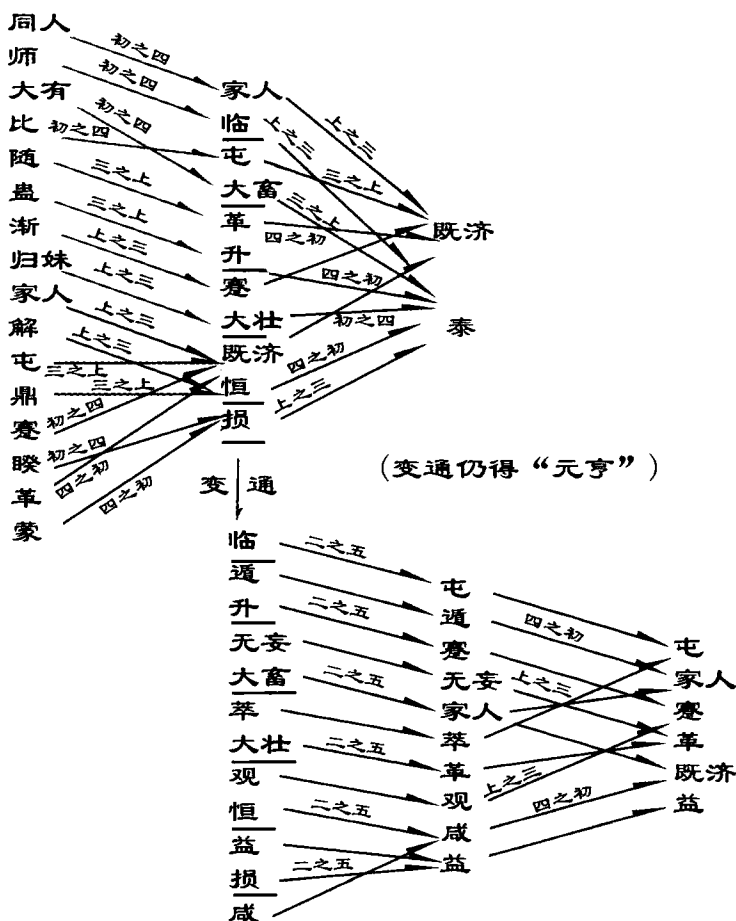 同人
师
大有
比
随
蛊
渐
归妹
家人
解
屯
鼎
蹇
睽
革
蒙
初之四
初之四
初之四
初之四
三之上
三之上
上之三
上之三
上之三
上之三
三之上
三之上
初之四
初之四
四之初
四之初
家人
临
屯
大畜
革
升
蹇
大壮
既济
恒
损
上之三
上之三
三之上
三之上
四之初
四之初
初之四
四之初
上之三
既济
泰
变通
(变通仍得“元亨”)
临
遁
升
无妄
大畜
萃
大壮
观
恒
益
损
咸
二之五
二之五
二之五
二之五
二之五
二之五
屯
遁
蹇
无妄
家人
萃
革
观
咸
益
四之初
上之三
上之三
四之初
屯
家人
蹇
革
既济
益